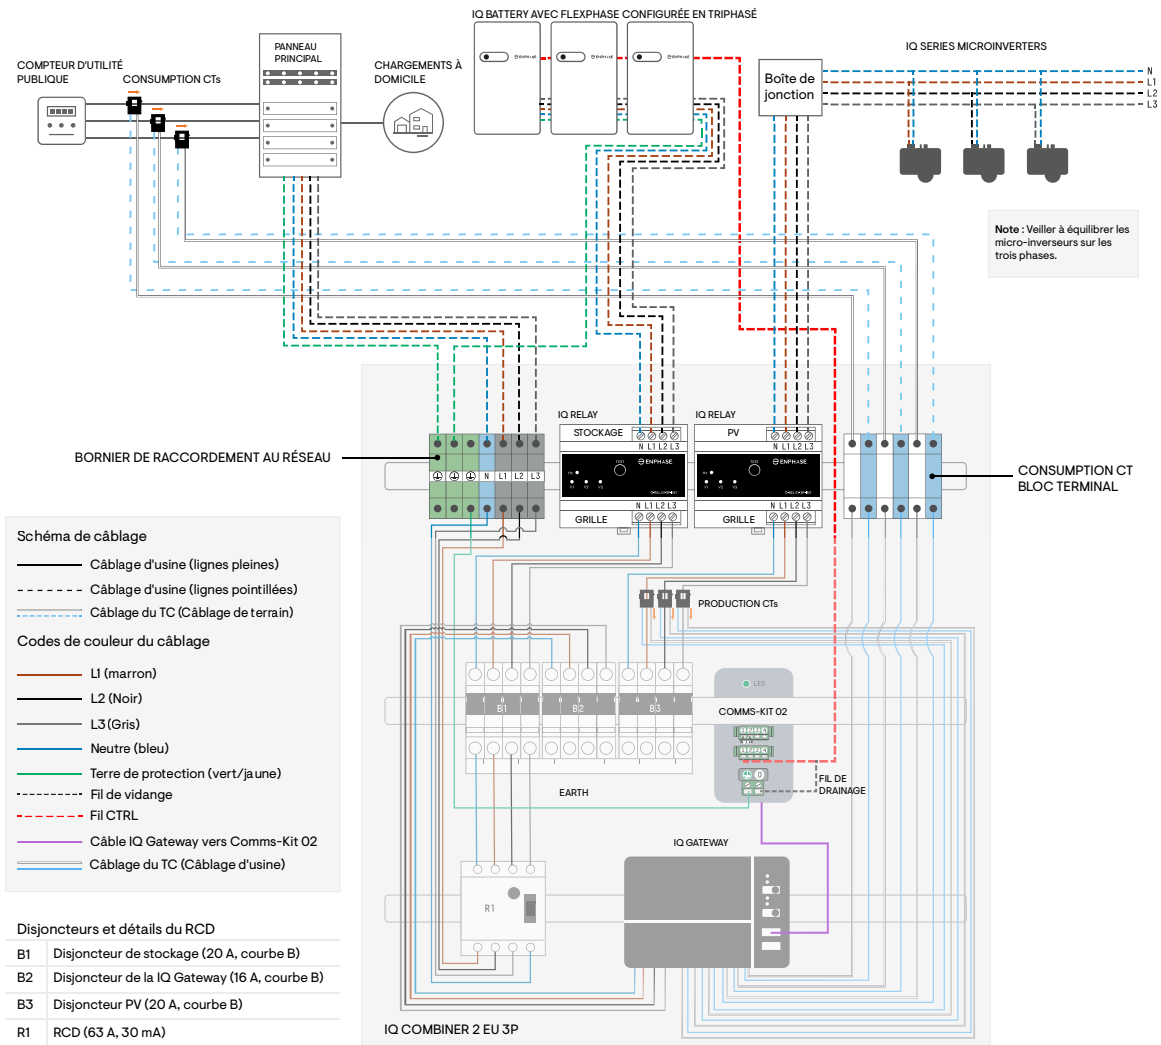 IQ BATTERY AVEC FLEXPHASE CONFIGURÉE EN TRIPHASÉ
COMPTEUR D'UTILITÉ
PUBLIQUE
CONSUMPTION CTs
PANNEAU
PRINCIPAL
CHARGEMENTS À
DOMICILE
ENPHASE
ENPHASE
ENPHASE
Boîte de
jonction
IQ SERIES MICROINVERTERS
N
L1
L2
L3
Note : Veiller à équilibrer les
micro-inverseurs sur les
trois phases.
IQ RELAY
STOCKAGE
N L1 L2 L3
ENPHASE
TEST
GRILLE
N L1 L2 L3
IQ RELAY
PV
N L1 L2 L3
ENPHASE
TEST
GRILLE
N L1 L2 L3
BORNIER DE RACCORDEMENT AU RÉSEAU
N L1 L2 L3
CONSUMPTION CT
BLOC TERMINAL
Schéma de câblage
Câblage d'usine (lignes pleines)
Câblage d'usine (lignes pointillées)
Câblage du TC (Câblage de terrain)
Codes de couleur du câblage
L1 (marron)
L2 (Noir)
L3 (Gris)
Neutre (bleu)
Terre de protection (vert/jaune)
Fil de vidange
Fil CTRL
Câble IQ Gateway vers Comms-Kit 02
Câblage du TC (Câblage d'usine)
PRODUCTION CTs
B1
B2
B3
LED
COMMS-KIT 02
FIL DE
DRAINAGE
EARTH
R1
IQ GATEWAY
IQ COMBINER 2 EU 3P
Disjoncteurs et détails du RCD
B1 Disjoncteur de stockage (20 A, courbe B)
B2 Disjoncteur de la IQ Gateway (16 A, courbe B)
B3 Disjoncteur PV (20 A, courbe B)
R1 RCD (63 A, 30 mA)